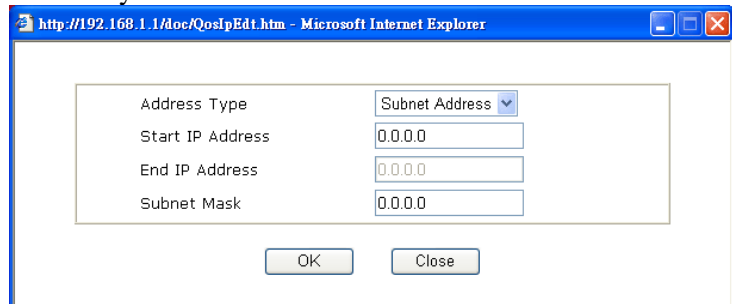 http://192.168.1.1/doc/QosIpEdt.htm - Microsoft Internet Explorer
Address Type Subnet Address
Start IP Address 0.0.0.0
End IP Address 0.0.0.0
Subnet Mask 0.0.0.0
OK Close